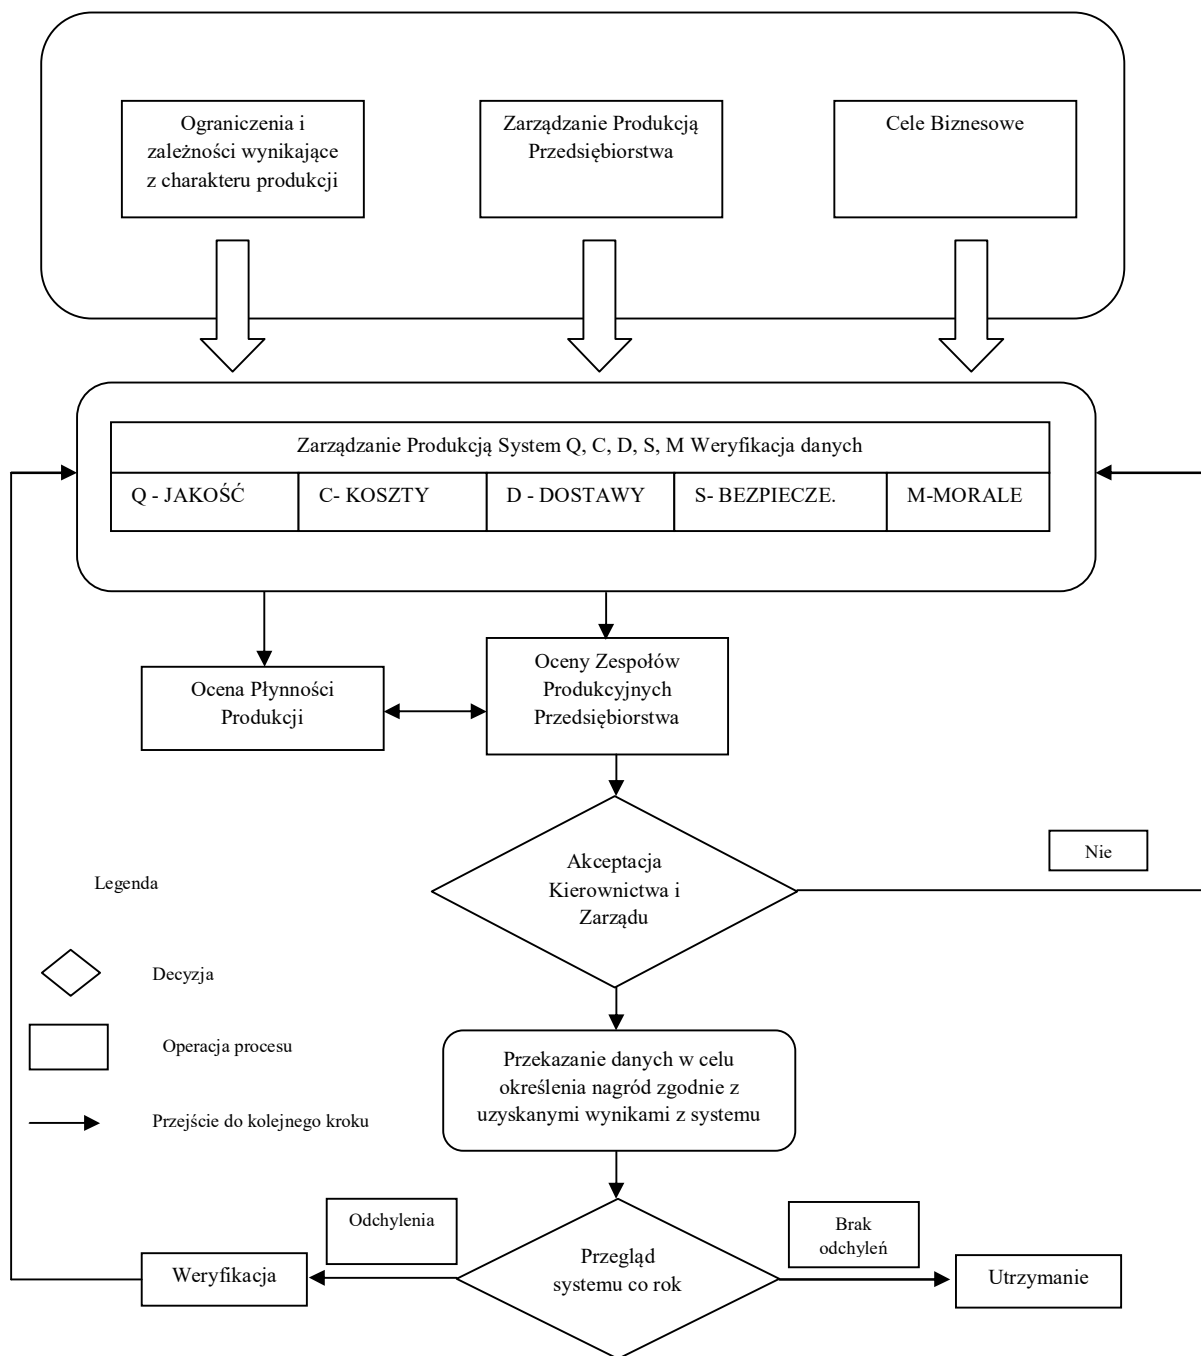 Ograniczenia i
zależności wynikające
z charakteru produkcji
Zarządzanie Produkcją
Przedsiębiorstwa
Cele Biznesowe
Zarządzanie Produkcją System Q, C, D, S, M Weryfikacja danych
Q - JAKOŚĆ
C- KOSZTY
D - DOSTAWY
S- BEZPIECZE.
M-MORALE
Ocena Płynności
Produkcji
Oceny Zespołów
Produkcyjnych
Przedsiębiorstwa
Akceptacja
Kierownictwa i
Zarządu
Nie
Legenda
Decyzja
Operacja procesu
Przejście do kolejnego kroku
Przekazanie danych w celu
określenia nagród zgodnie z
uzyskanymi wynikami z systemu
Odchylenia
Brak
odchyleń
Weryfikacja
Przegląd
systemu co rok
Utrzymanie